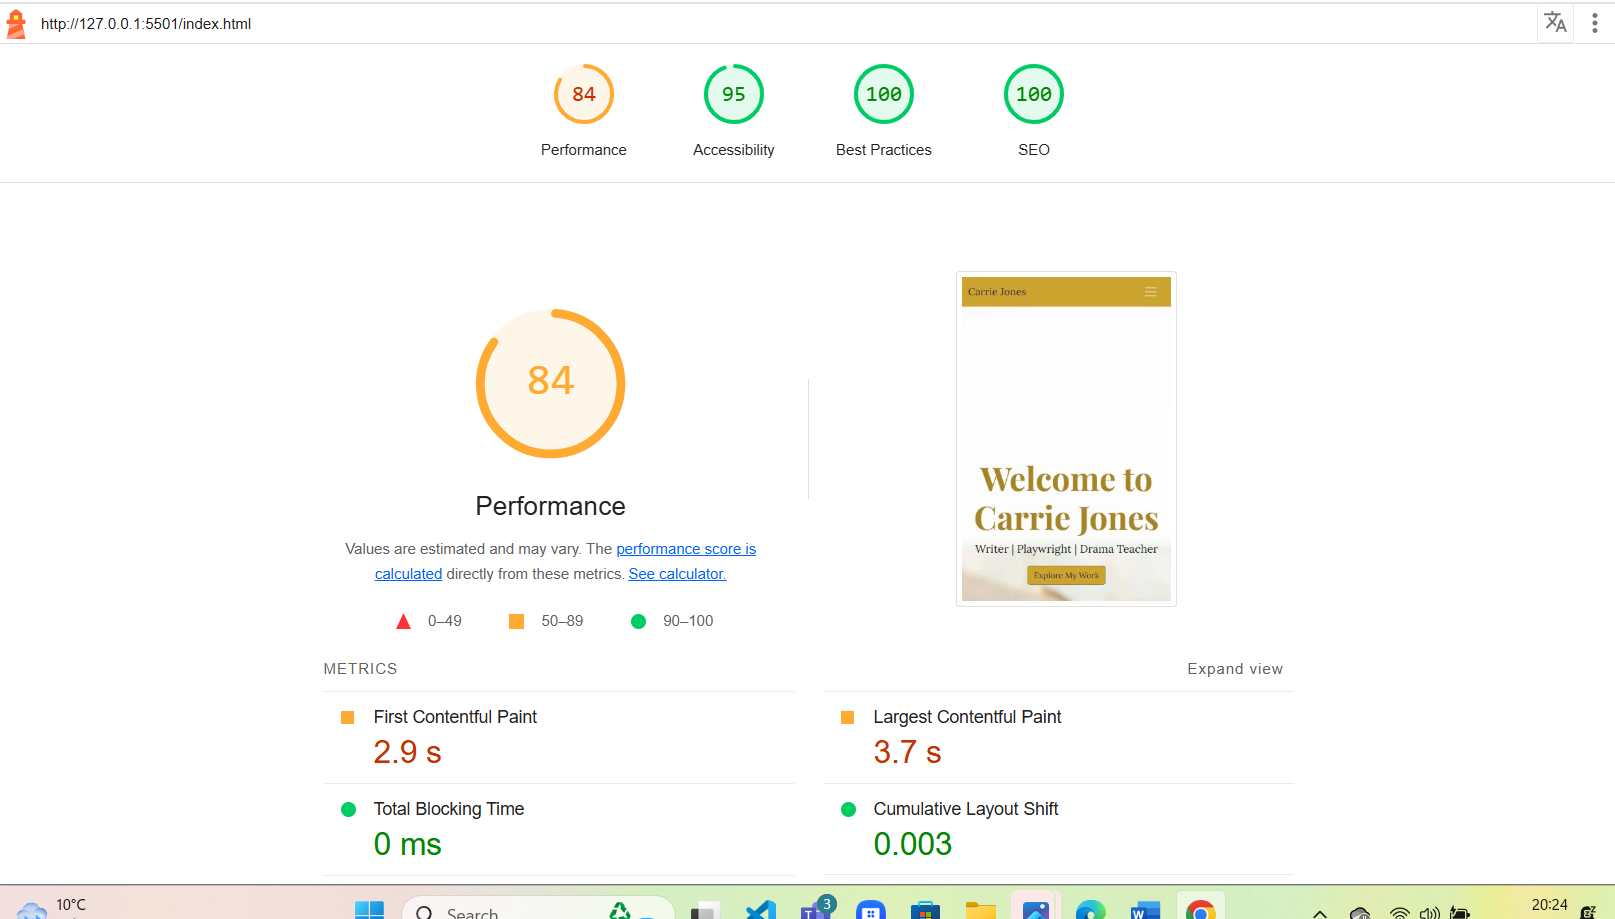 http://127.0.0.1:5501/index.html
84
95
100
100
Performance
Accessibility
Best Practices
SEO
84
Performance
Values are estimated and may vary. The performance score is
calculated directly from these metrics. See calculator.
0–49
50–89
90–100
Carrie Jones
Welcome to
Carrie Jones
Writer | Playwright | Drama Teacher
Explore My Work
METRICS
Expand view
First Contentful Paint
2.9 s
Largest Contentful Paint
3.7 s
Total Blocking Time
0 ms
Cumulative Layout Shift
0.003
10°C
Search
3
20:24